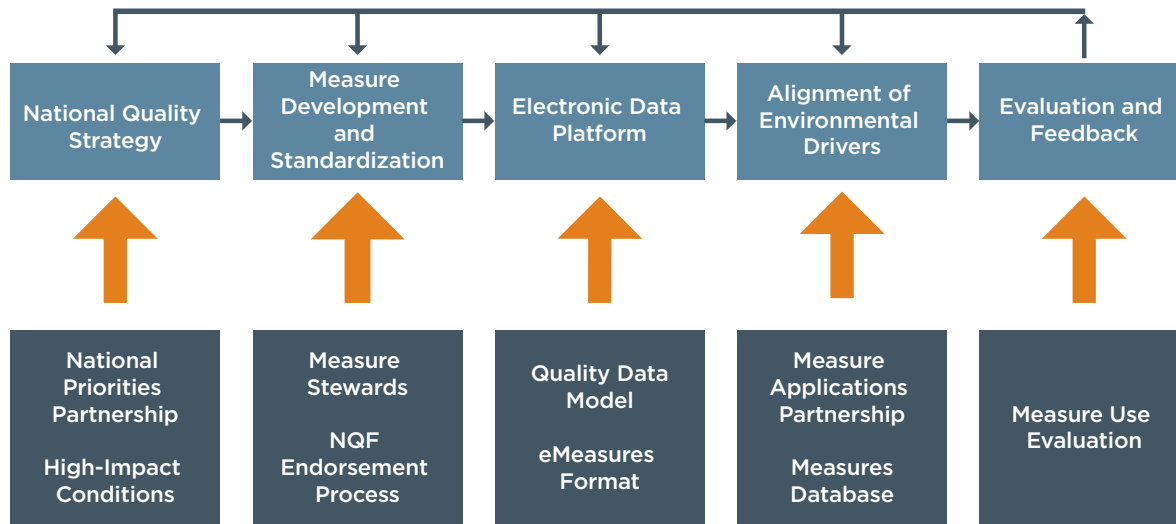 National Quality
Strategy
Measure
Development
and
Standardization
Electronic Data
Platform
Alignment of
Environmental
Drivers
Evaluation and
Feedback
National
Priorities
Partnership
High-Impact
Conditions
Measure
Stewards
NQF
Endorsement
Process
Quality Data
Model
eMeasures
Format
Measure
Applications
Partnership
Measures
Database
Measure Use
Evaluation